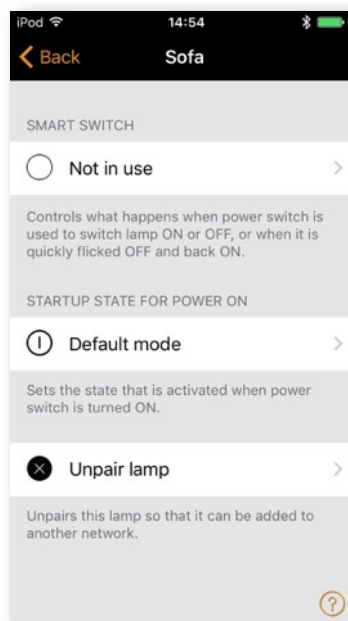 iPod 14:54
Back Sofa
SMART SWITCH
Not in use
Controls what happens when power switch is
used to switch lamp ON or OFF, or when it is
quickly flicked OFF and back ON.
STARTUP STATE FOR POWER ON
Default mode
Sets the state that is activated when power
switch is turned ON.
Unpair lamp
Unpairs this lamp so that it can be added to
another network.
?